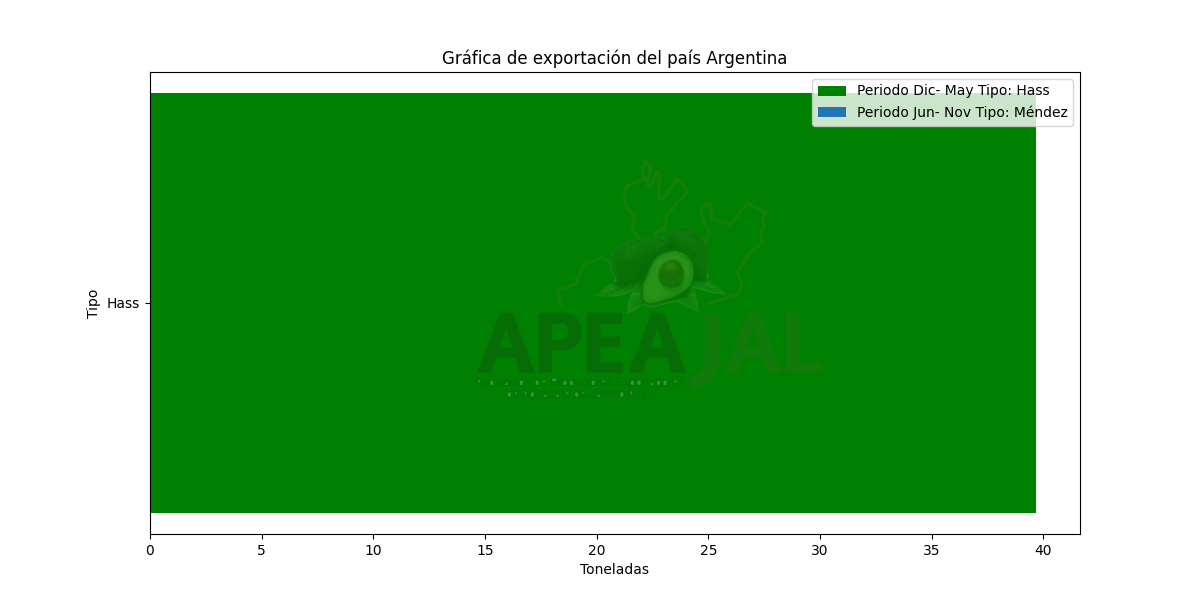 Gráfica de exportación del país Argentina
Periodo Dic- May Tipo: Hass
Periodo Jun- Nov Tipo: Méndez
Tipo
Hass
APEAJAL
0 5 10 15 20 25 30 35 40
Toneladas